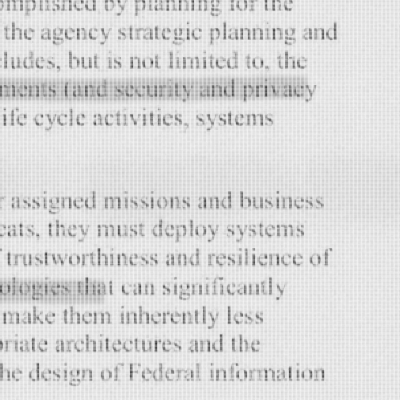 omplished by planning for the
the agency strategic planning and
cludes, but is not limited to, the
ments (and security and privacy
ife cycle activities, systems
r assigned missions and business
eats, they must deploy systems
f trustworthiness and resilience of
ologies that can significantly
make them inherently less
priate architectures and the
he design of Federal information